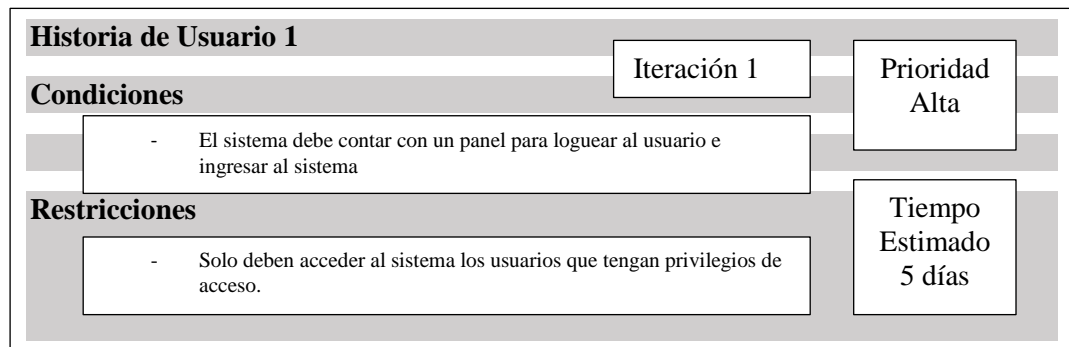 Historia de Usuario 1
Iteración 1
Prioridad
Alta
Condiciones
- El sistema debe contar con un panel para loguear al usuario e
ingresar al sistema
Restricciones
- Solo deben acceder al sistema los usuarios que tengan privilegios de
acceso.
Tiempo
Estimado
5 días